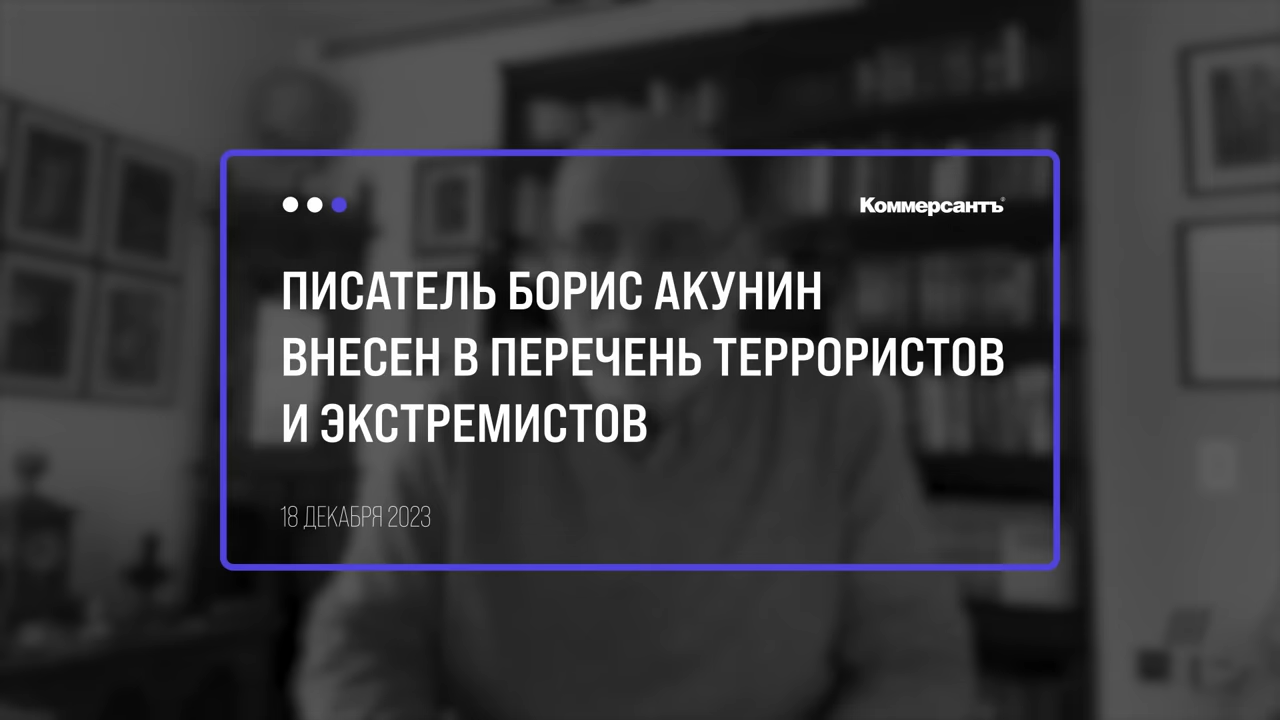 Коммерсантъ®
ПИСАТЕЛЬ БОРИС АКУНИН
ВНЕСЕН В ПЕРЕЧЕНЬ ТЕРРОРИСТОВ
И ЭКСТРЕМИСТОВ
18 ДЕКАБРЯ 2023